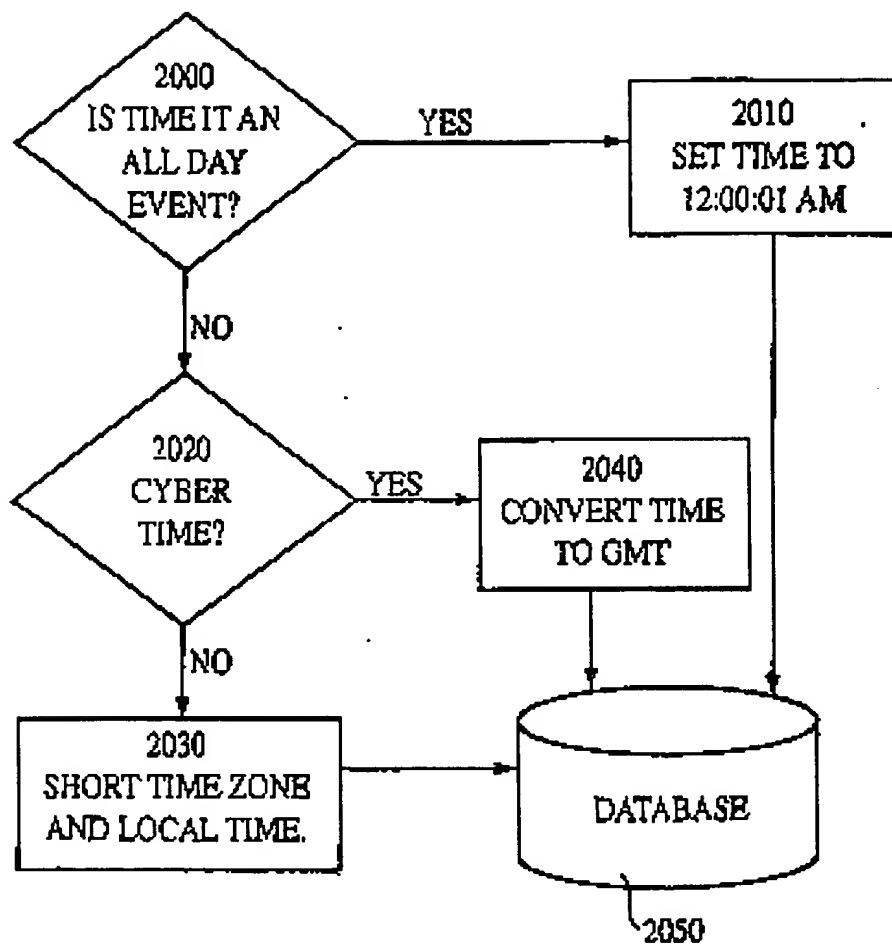 2000
IS TIME IT AN
ALL DAY
EVENT?
YES
2010
SET TIME TO
12:00:01 AM
NO
2020
CYBER
TIME?
YES
2040
CONVERT TIME
TO GMT
NO
2030
SHORT TIME ZONE
AND LOCAL TIME.
DATABASE
2050